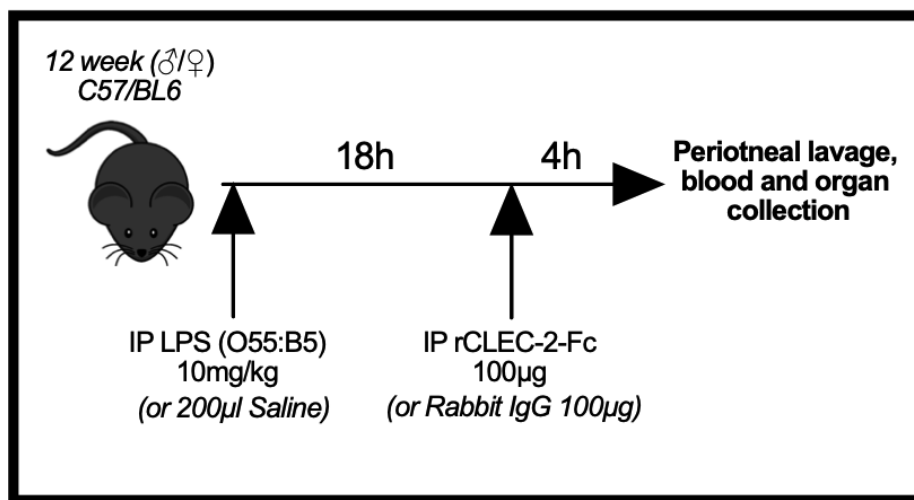 12 week (♂/♀)
C57/BL6
18h
4h
Periotneal lavage,
blood and organ
collection
IP LPS (O55:B5)
10mg/kg
(or 200µl Saline)
IP rCLEC-2-Fc
100µg
(or Rabbit IgG 100µg)